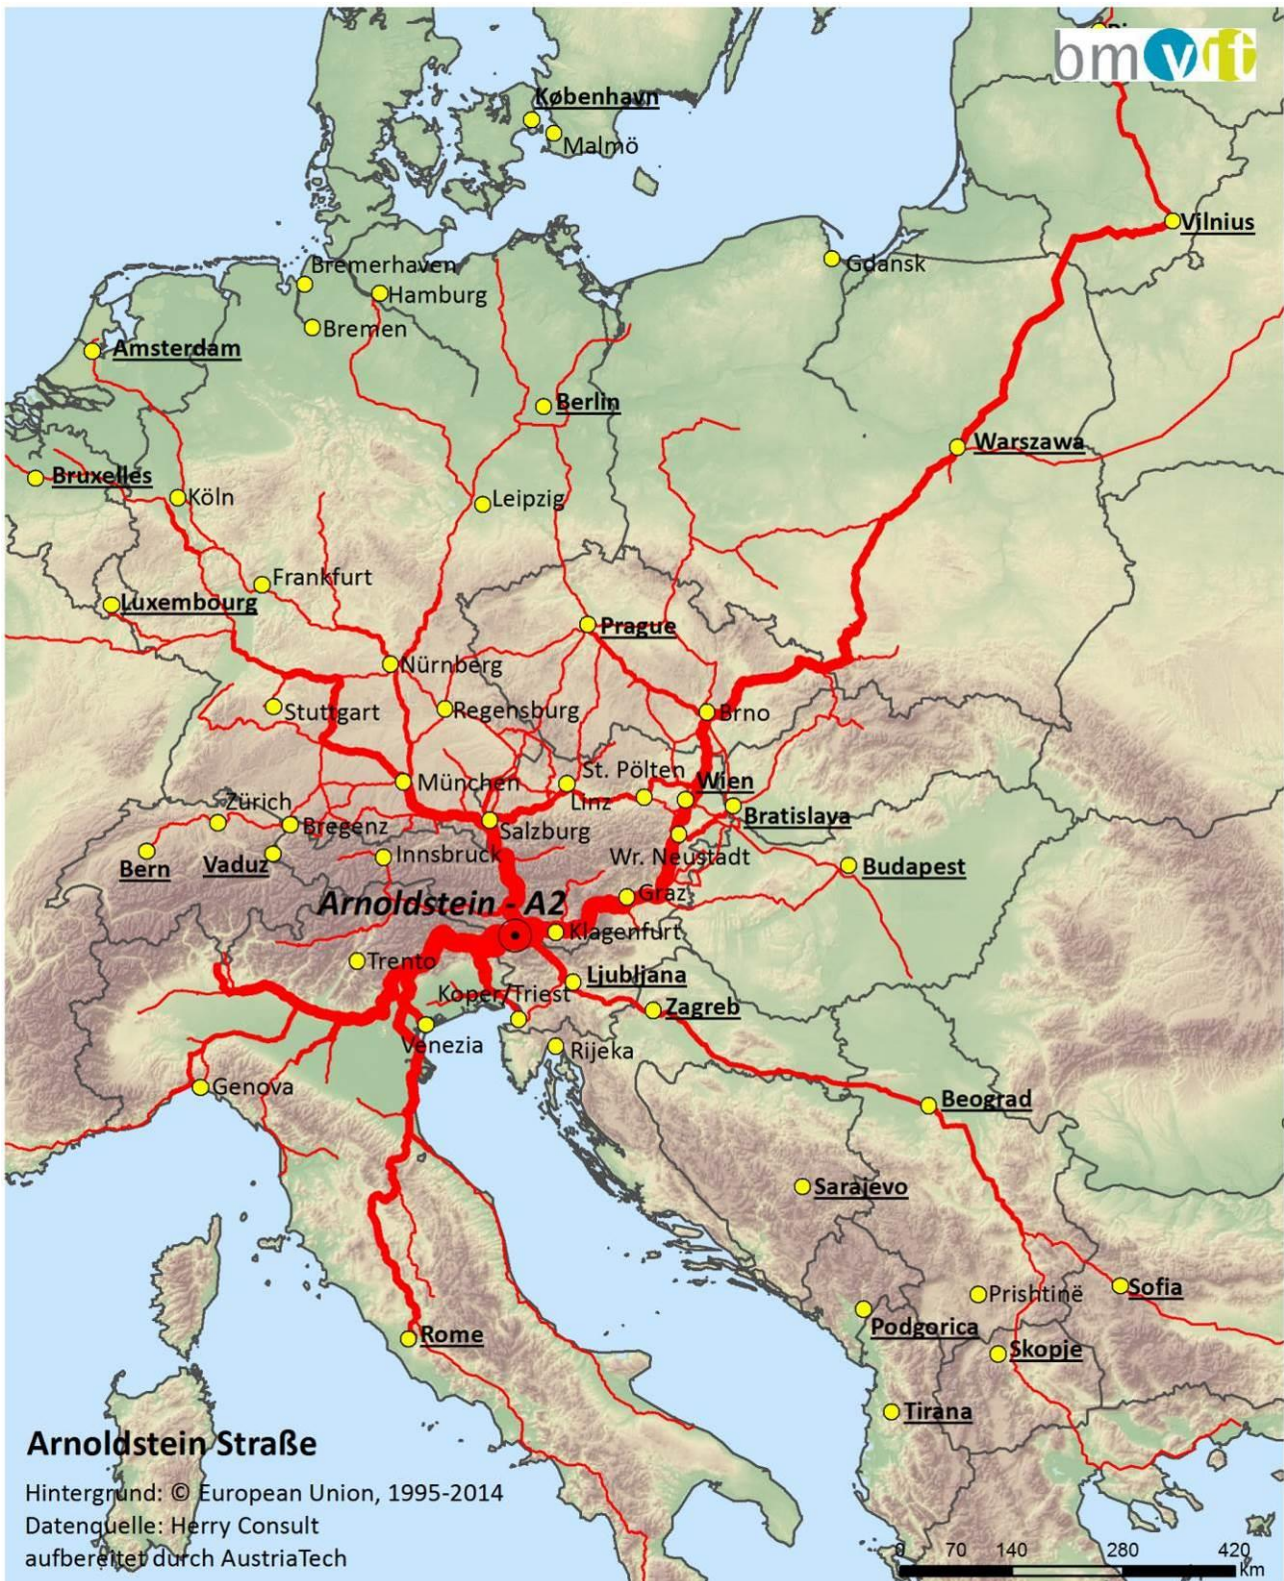 bmvit
København
Malmö
Vilnius
Gdansk
Bremerhaven
Hamburg
Bremen
Amsterdam
Berlin
Warszawa
Bruxelles
Köln
Leipzig
Frankfurt
Luxembourg
Prague
Nürnberg
Stuttgart
Regensburg
Brno
München
St. Pölten
Wien
Linz
Zürich
Bregenz
Salzburg
Bratislava
Bern
Vaduz
Innsbruck
Wr. Neustadt
Budapest
Arnoldstein - A2
Graz
Klagenfurt
Trento
Ljubljana
Koper/Triest
Zagreb
Venezia
Rijeka
Genova
Beograd
Sarajevo
Prishtinë
Sofia
Podgorica
Rome
Skopje
Tirana
Arnoldstein Straße
Hintergrund: © European Union, 1995-2014
Datenquelle: Herry Consult
aufbereitet durch AustriaTech
0 70 140 280 420
km